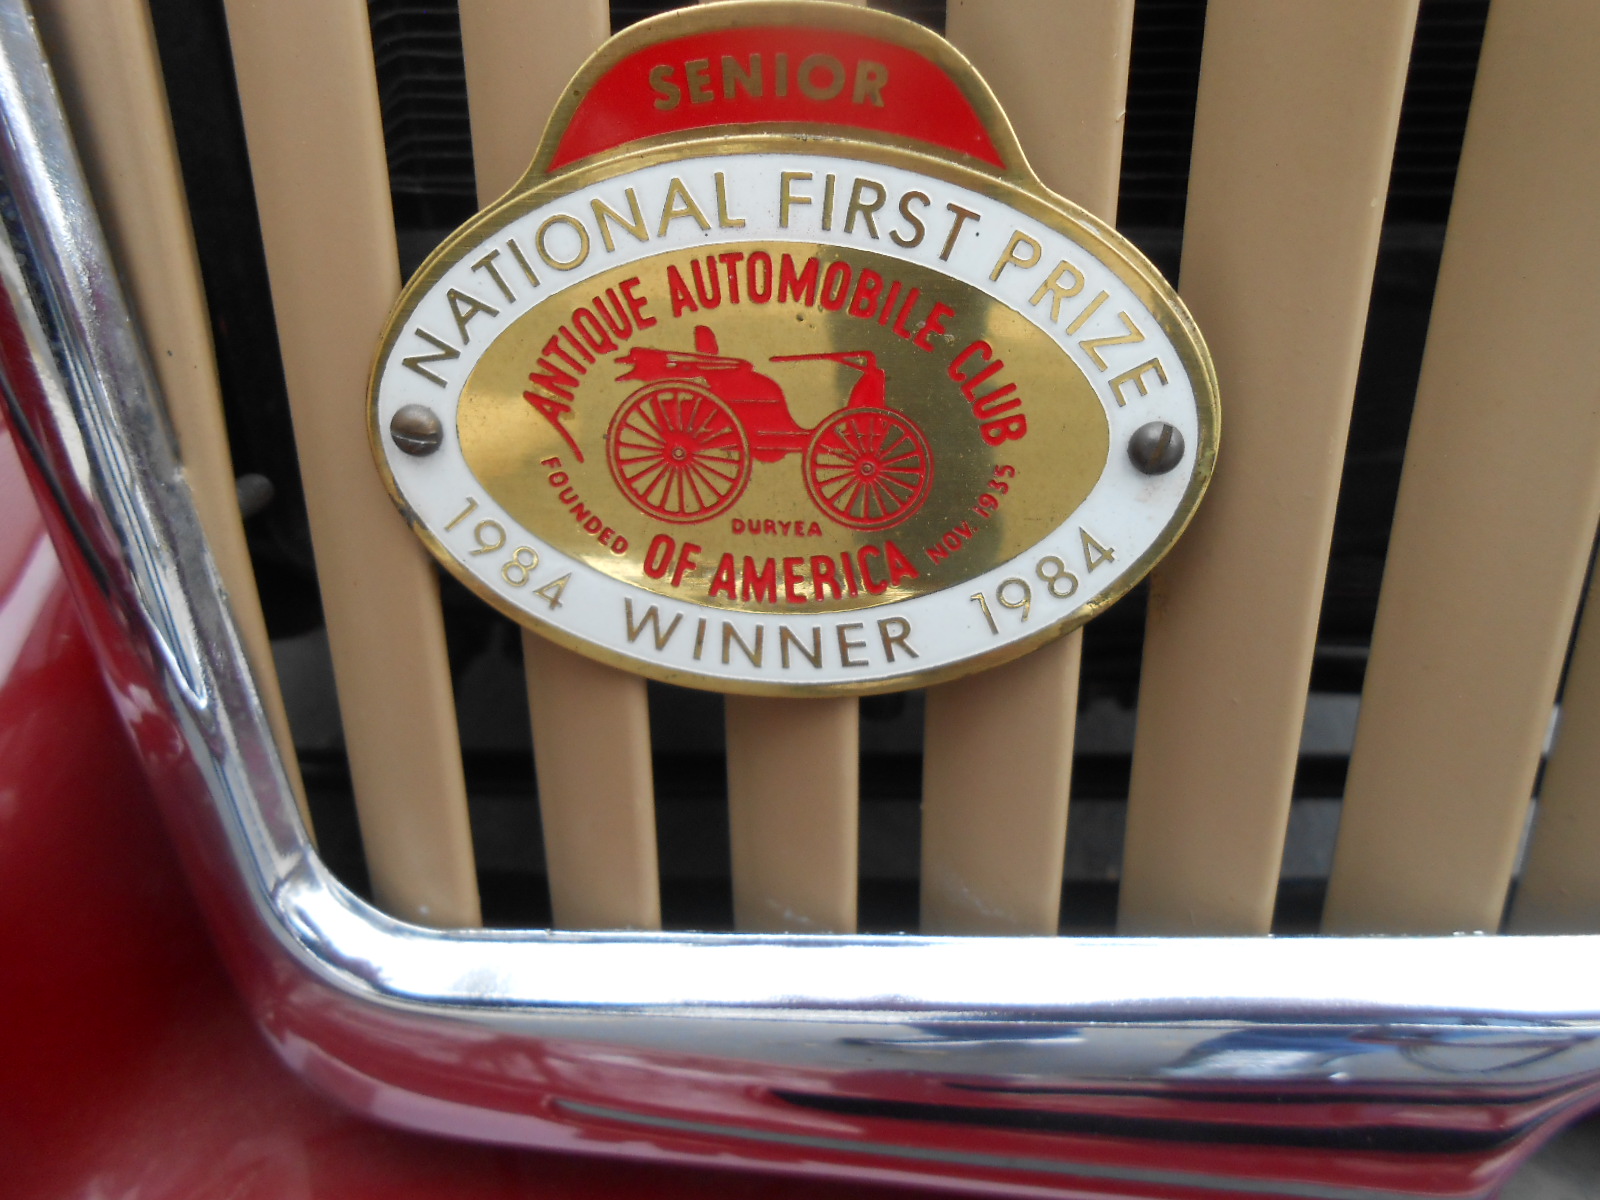 SENIOR
NATIONAL FIRST PRIZE
ANTIQUE AUTOMOBILE CLUB
FOUNDED
DURYEA
NOV. 1935
OF AMERICA
1984 WINNER 1984